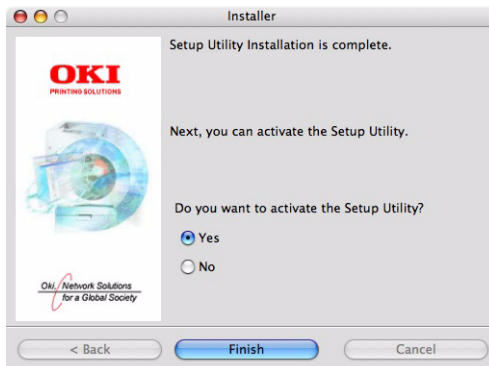 Installer
Setup Utility Installation is complete.
OKI
PRINTING SOLUTIONS
Next, you can activate the Setup Utility.
Do you want to activate the Setup Utility?
Yes
No
Oki, Network Solutions
for a Global Society
< Back
Finish
Cancel